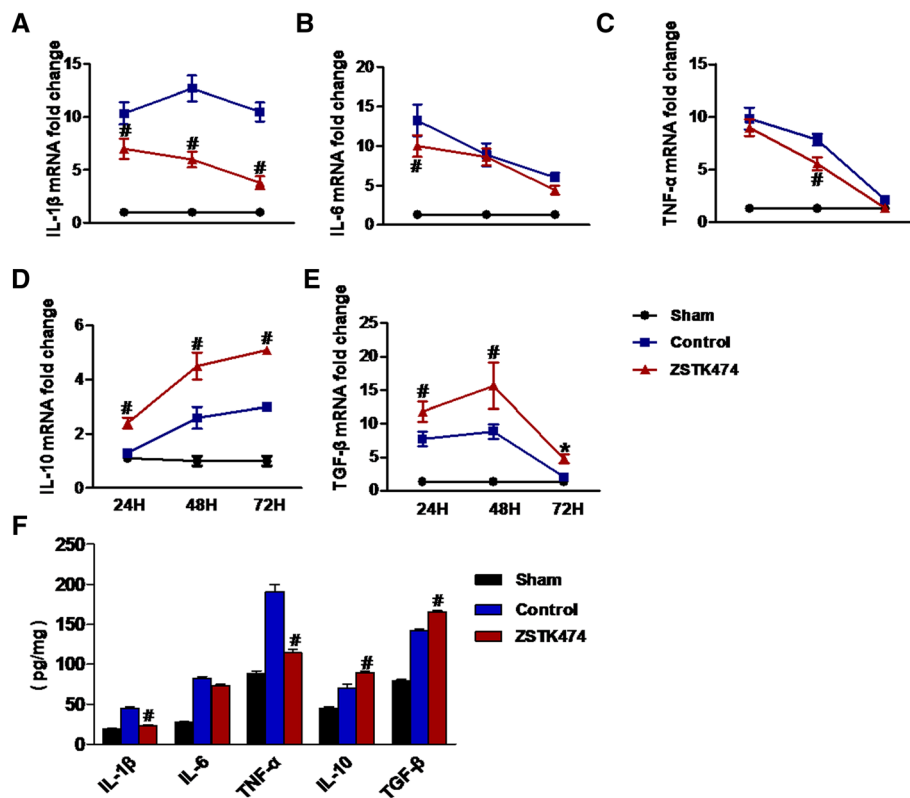 A
IL-1β mRNA fold change
15
10
5
0
#
#
#
B
IL-6 mRNA fold change
20
15
10
5
0
#
C
TNF-α mRNA fold change
15
10
5
0
#
D
IL-10 mRNA fold change
6
4
2
0
#
#
#
24H 48H 72H
E
TGF-β mRNA fold change
25
20
15
10
5
0
#
#
*
24H 48H 72H
Sham
Control
ZSTK474
F
( pg/mg)
250
200
150
100
50
0
#
#
#
#
IL-1β IL-6 TNF-α IL-10 TGF-β
Sham
Control
ZSTK474